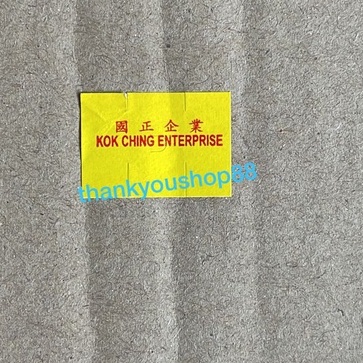 國正企業
KOK CHING ENTERPRISE
thankyoushop88